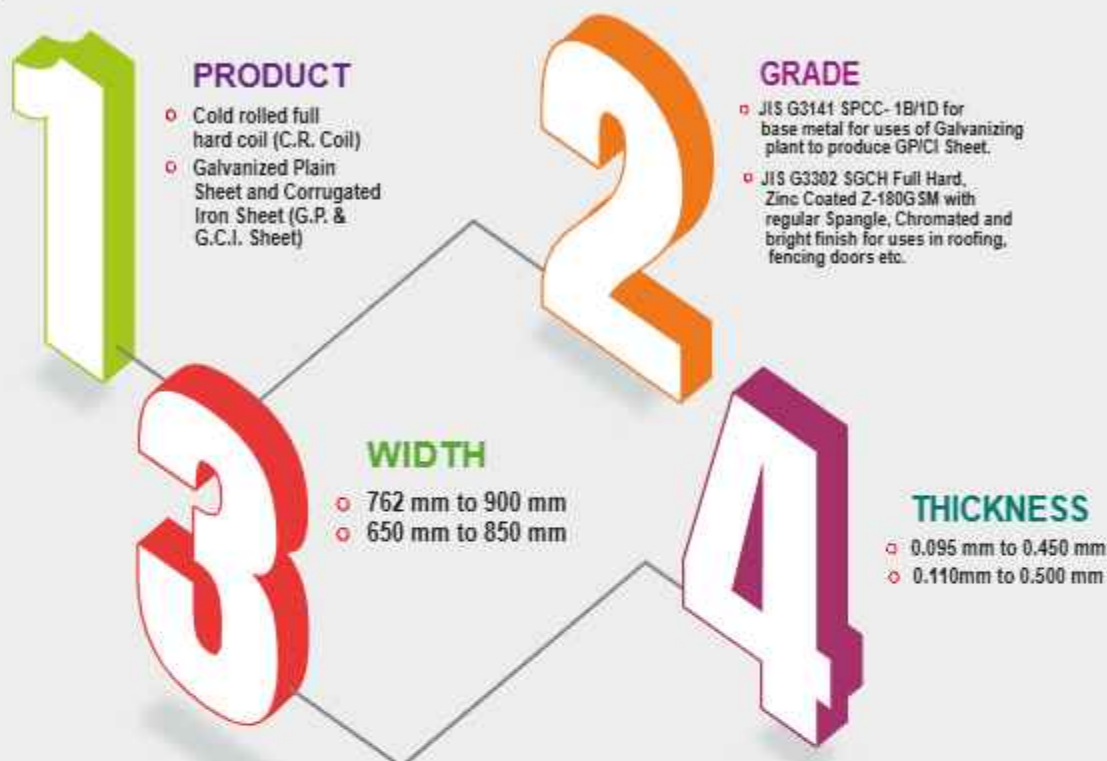 1
PRODUCT
Cold rolled full
hard coil (C.R. Coil)
Galvanized Plain
Sheet and Corrugated
Iron Sheet (G.P. &
G.C.I. Sheet)
2
GRADE
JIS G3141 SPCC- 1B/1D for
base metal for uses of Galvanizing
plant to produce GP/CI Sheet.
JIS G3302 SGCH Full Hard,
Zinc Coated Z-180GSM with
regular Spangle, Chromated and
bright finish for uses in roofing,
fencing doors etc.
3
WIDTH
762 mm to 900 mm
650 mm to 850 mm
4
THICKNESS
0.095 mm to 0.450 mm
0.110mm to 0.500 mm